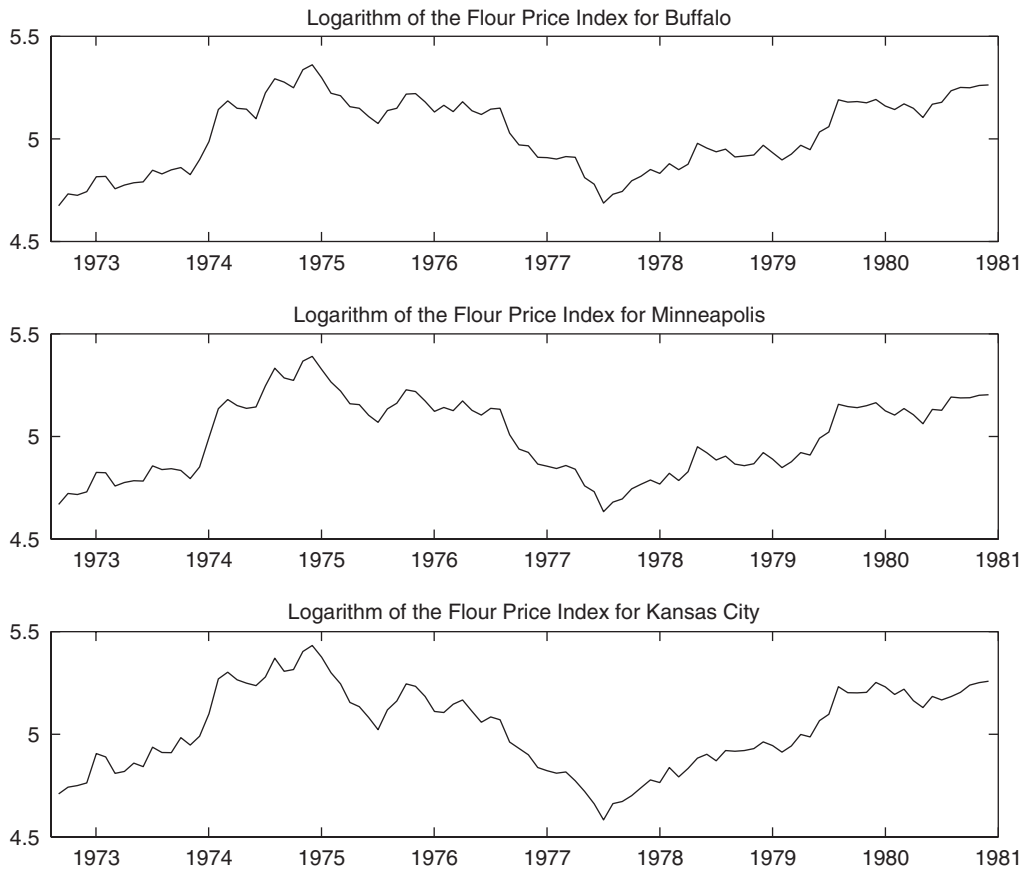 Logarithm of the Flour Price Index for Buffalo
5.5
5
4.5
1973 1974 1975 1976 1977 1978 1979 1980 1981
Logarithm of the Flour Price Index for Minneapolis
5.5
5
4.5
1973 1974 1975 1976 1977 1978 1979 1980 1981
Logarithm of the Flour Price Index for Kansas City
5.5
5
4.5
1973 1974 1975 1976 1977 1978 1979 1980 1981